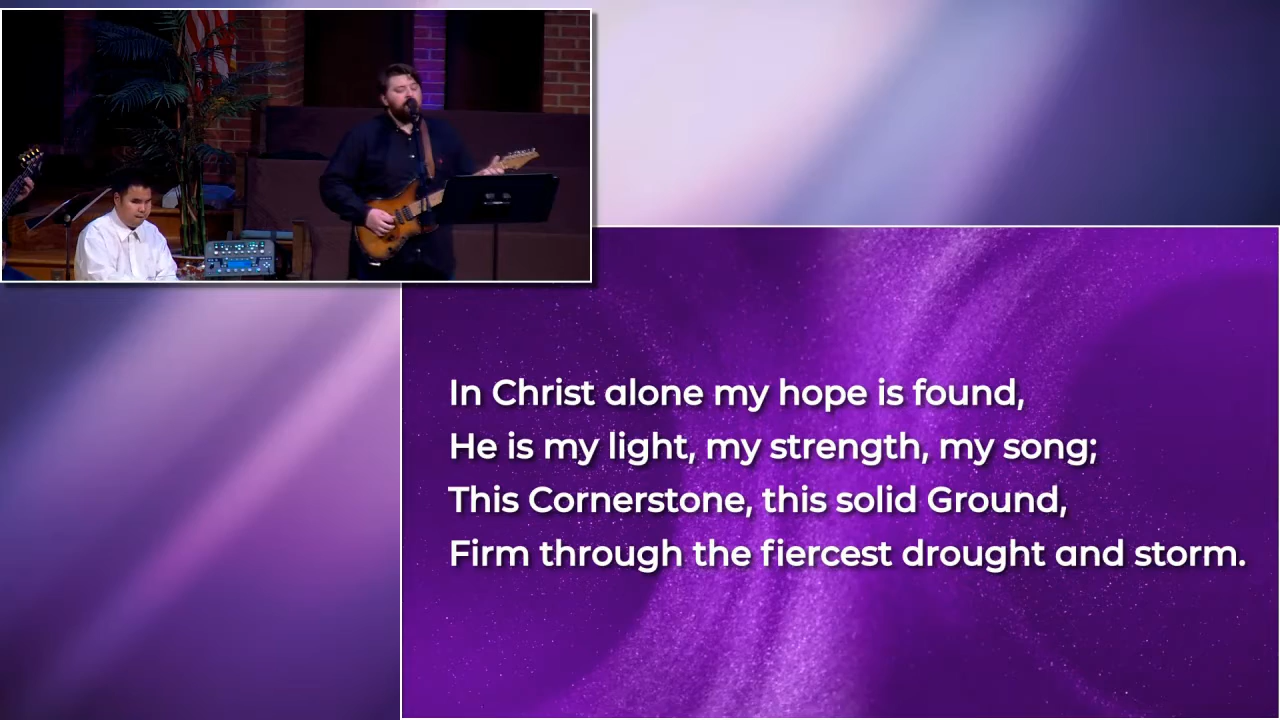 In Christ alone my hope is found,
He is my light, my strength, my song;
This Cornerstone, this solid Ground,
Firm through the fiercest drought and storm.